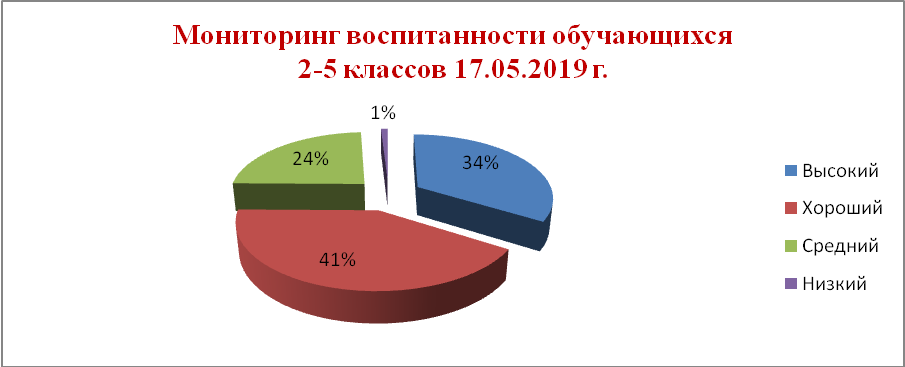 Мониторинг воспитанности обучающихся
2-5 классов 17.05.2019 г.
1%
34%
24%
41%
Высокий
Хороший
Средний
Низкий